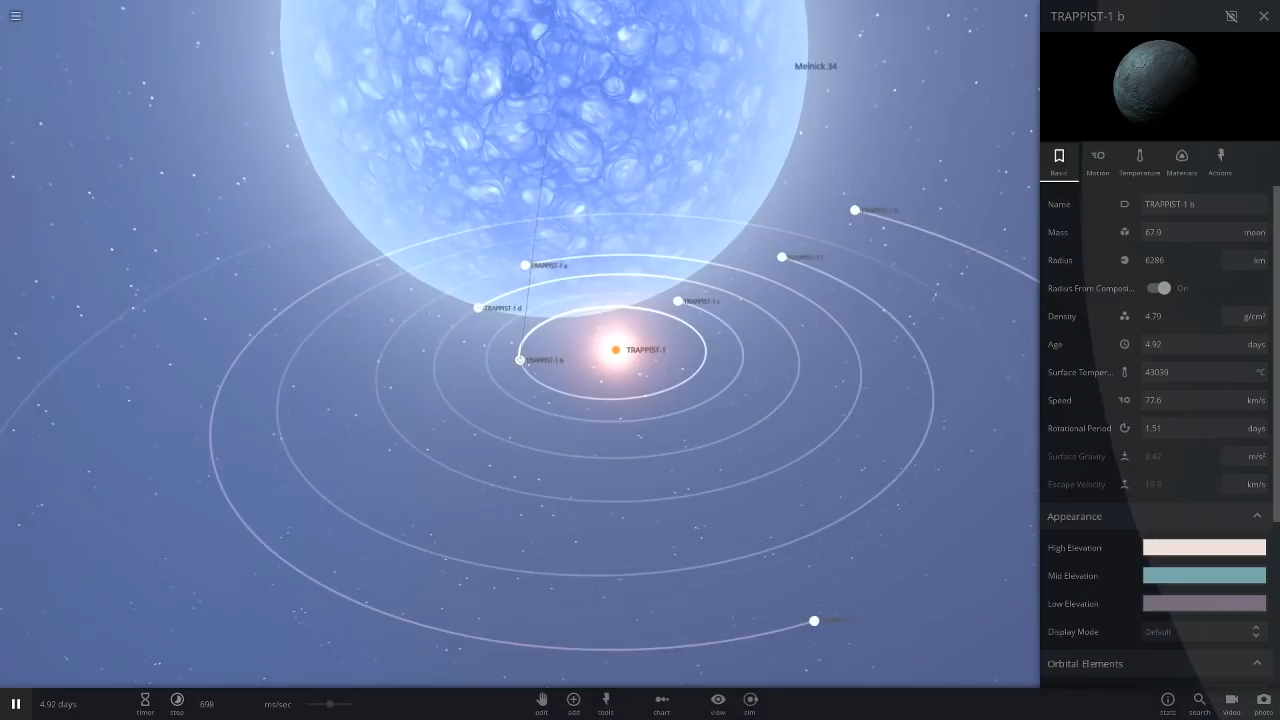 TRAPPIST-1 b
Melnick 34
TRAPPIST-1 e
TRAPPIST-1 d
TRAPPIST-1 c
TRAPPIST-1
TRAPPIST-1 b
Basic
Motion
Temperature
Materials
Actions
Name TRAPPIST-1 b
Mass 67.9 moon
Radius 6286 km
Radius From Composi... On
Density 4.79 g/cm³
Age 4.92 days
Surface Temper... 43039 °C
Speed 77.6 km/s
Rotational Period 1.51 days
Surface Gravity 8.42 m/s²
Escape Velocity 10.3 km/s
Appearance
High Elevation
Mid Elevation
Low Elevation
Display Mode Default
Orbital Elements
4.92 days
timer
step
698 ms/sec
edit
add
tools
chart
view
sim
stats
search
video
photo